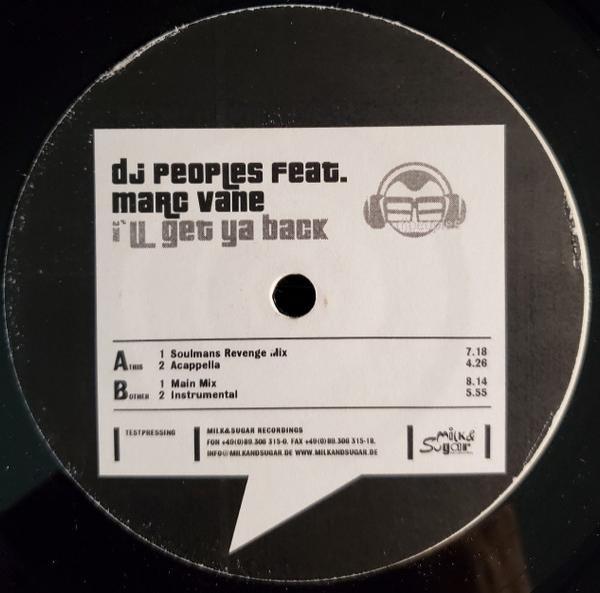 DJ Peoples Feat.
Marc Vane
I'll get ya back
A THIS 1 Soulmans Revenge Mix 7.18
2 Acappella 4.26
B OTHER 1 Main Mix 8.14
2 Instrumental 5.55
TESTPRESSING
MILK&SUGAR RECORDINGS
FON +49(0)89.306 315-0. FAX +49(0)89.306 315-18.
INFO@MILKANDSUGAR.DE WWW.MILKANDSUGAR.DE
Milk&
Sugar